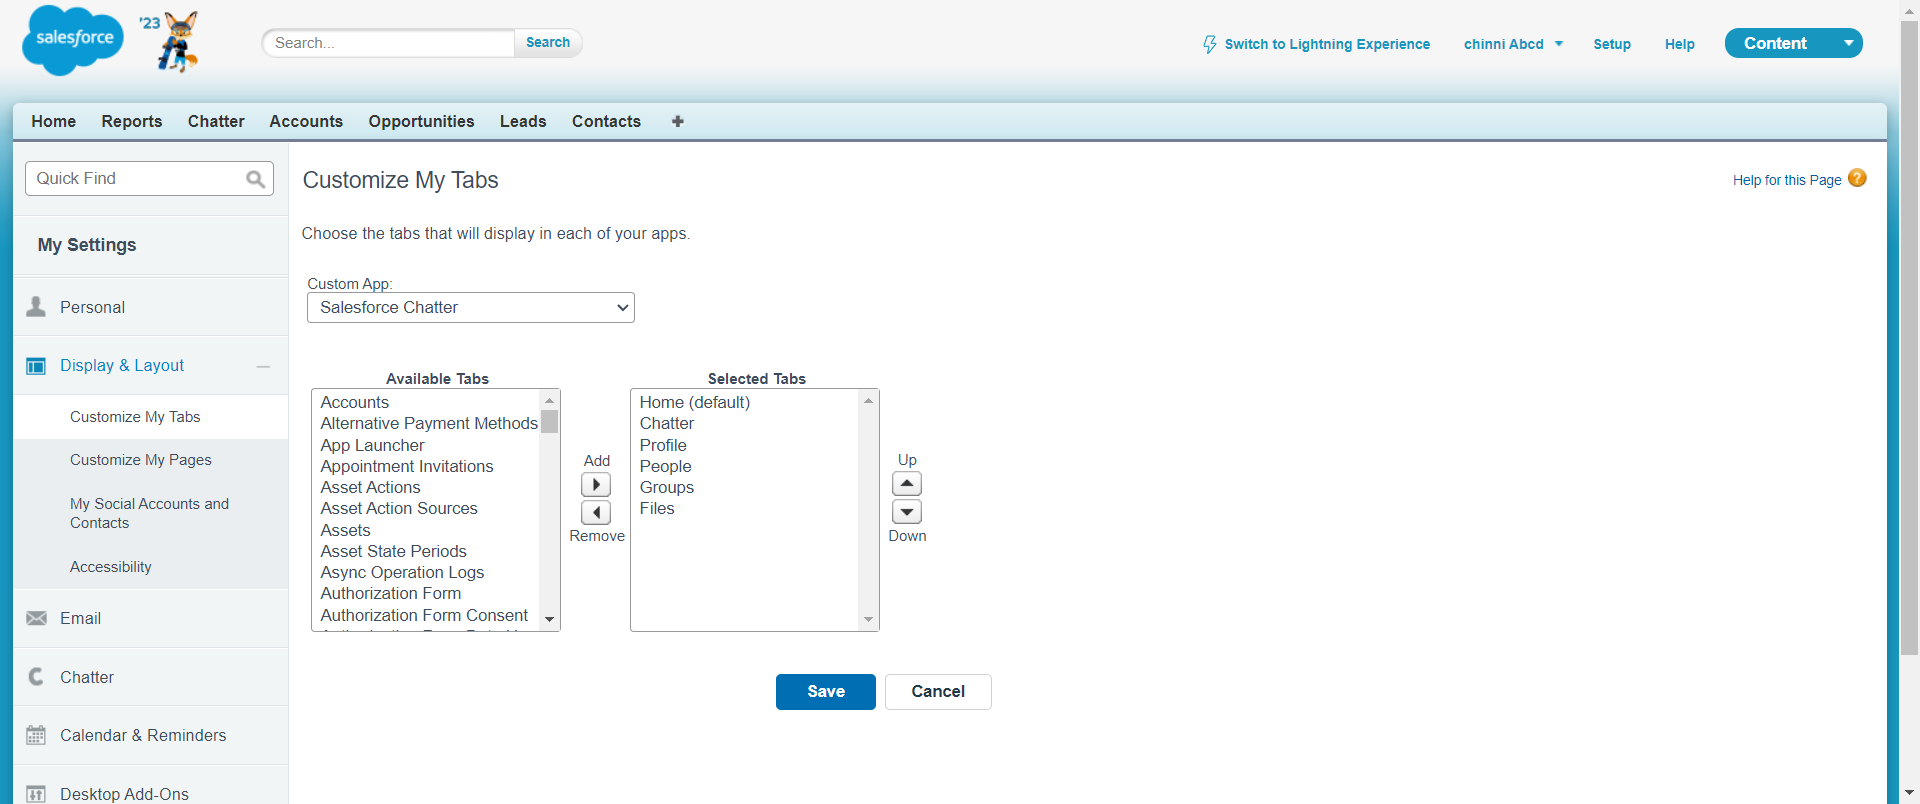 salesforce
'23
Search...
Search
Switch to Lightning Experience
chinni Abcd
Setup
Help
Content
Home
Reports
Chatter
Accounts
Opportunities
Leads
Contacts
+
Quick Find
My Settings
Personal
Display & Layout
Customize My Tabs
Customize My Pages
My Social Accounts and
Contacts
Accessibility
Email
Chatter
Calendar & Reminders
Desktop Add-Ons
Customize My Tabs
Help for this Page
?
Choose the tabs that will display in each of your apps.
Custom App:
Salesforce Chatter
Available Tabs
Accounts
Alternative Payment Methods
App Launcher
Appointment Invitations
Asset Actions
Asset Action Sources
Assets
Asset State Periods
Async Operation Logs
Authorization Form
Authorization Form Consent
Add
Remove
Selected Tabs
Home (default)
Chatter
Profile
People
Groups
Files
Up
Down
Save
Cancel